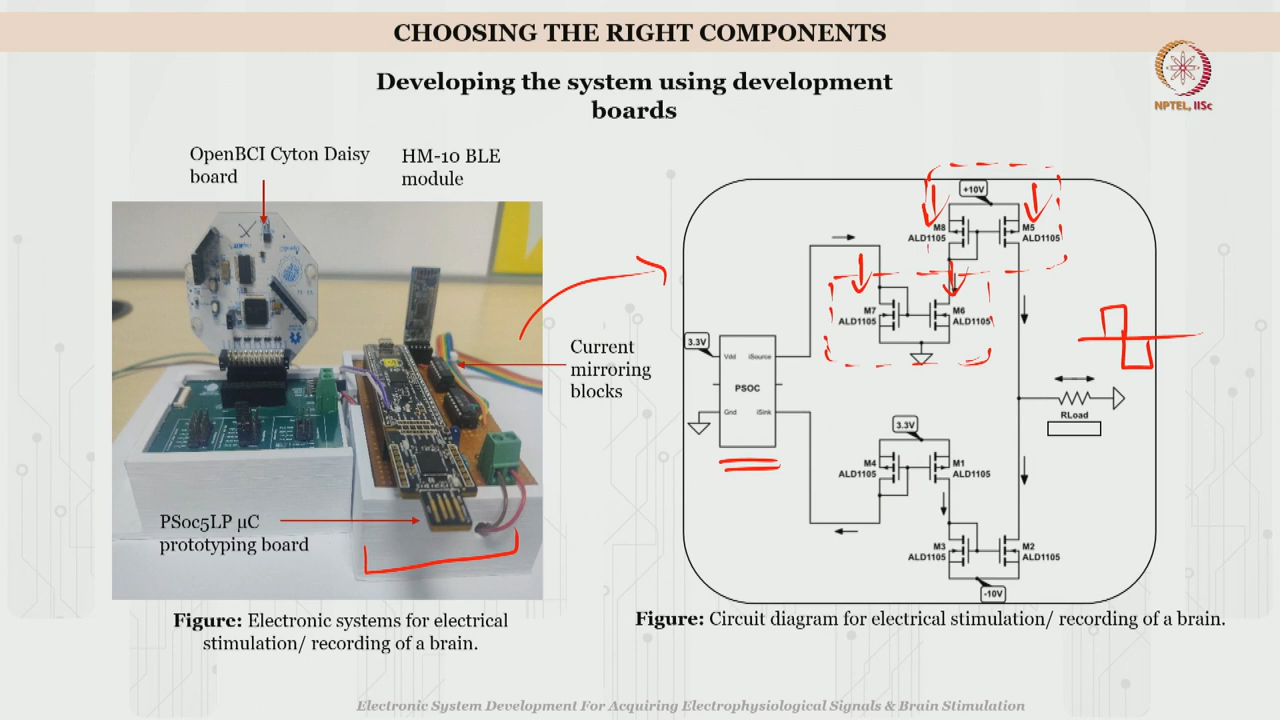 CHOOSING THE RIGHT COMPONENTS
Developing the system using development
boards
NPTEL, IISc
OpenBCI Cyton Daisy
board
HM-10 BLE
module
Current
mirroring
blocks
PSoc5LP µC
prototyping board
+10V
M8
ALD1105
M5
ALD1105
M7
ALD1105
M6
ALD1105
3.3V
Vdd
iSource
PSOC
Gnd
iSink
RLoad
3.3V
M4
ALD1105
M1
ALD1105
M3
ALD1105
M2
ALD1105
-10V
Figure: Electronic systems for electrical
stimulation/ recording of a brain.
Figure: Circuit diagram for electrical stimulation/ recording of a brain.
Electronic System Development For Acquiring Electrophysiological Signals & Brain Stimulation